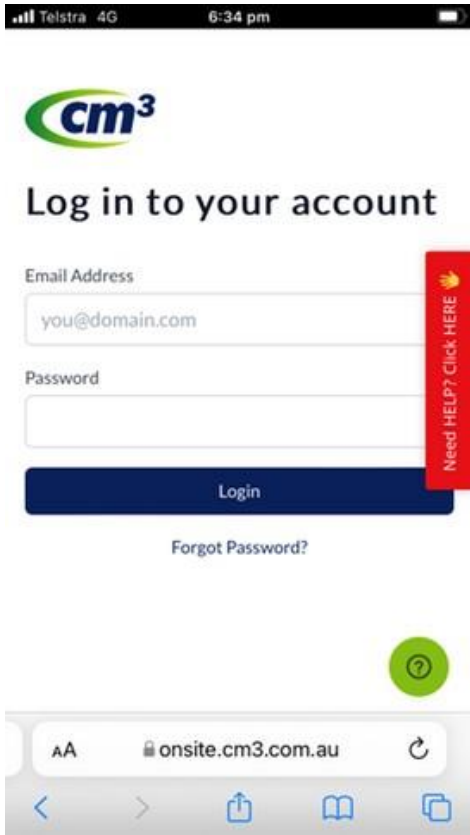 Telstra 4G 6:34 pm
cm³
Log in to your account
Email Address
you@domain.com
Password
Need HELP? Click HERE 👋
Login
Forgot Password?
?
AA onsite.cm3.com.au